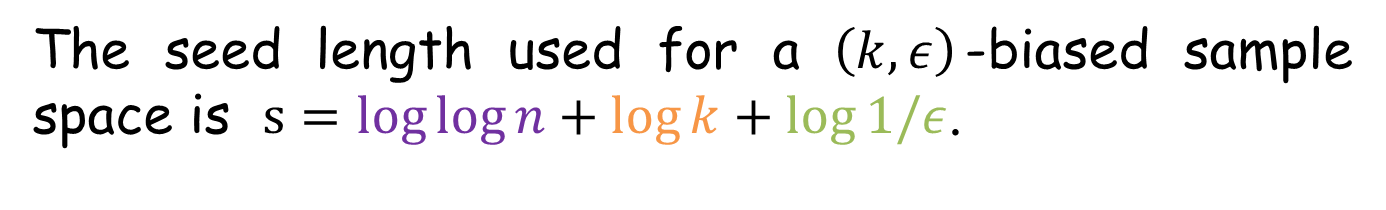 The seed length used for a (k, ϵ)-biased sample
space is s = log log n + log k + log 1/ϵ.